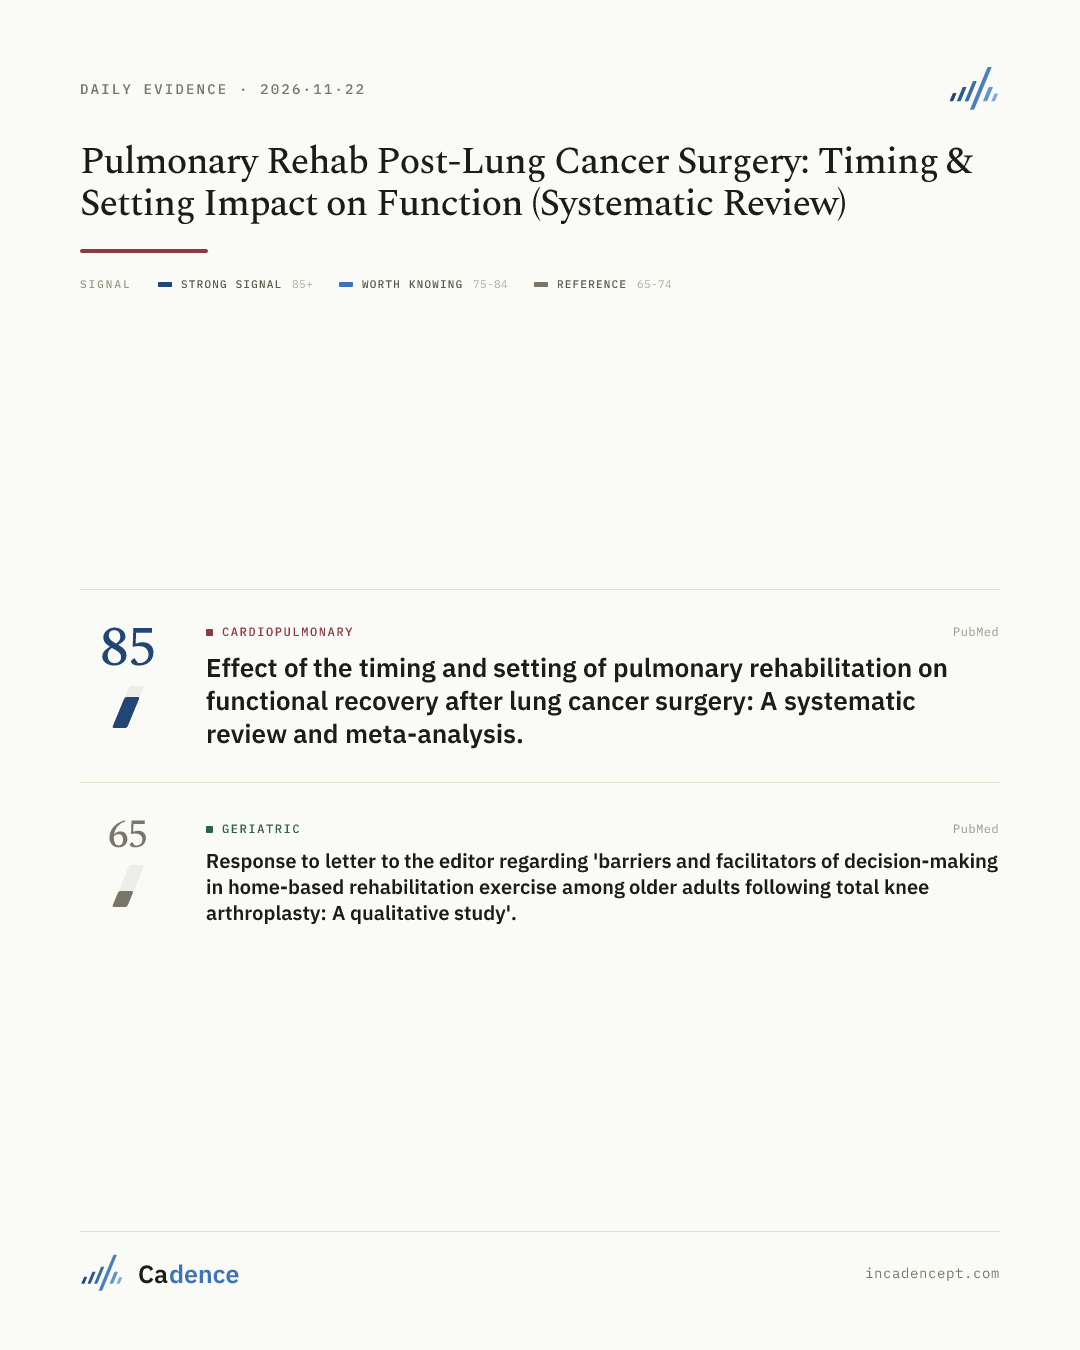 DAILY EVIDENCE · 2026·11·22
Pulmonary Rehab Post-Lung Cancer Surgery: Timing &
Setting Impact on Function (Systematic Review)
SIGNAL STRONG SIGNAL 85+ WORTH KNOWING 75-84 REFERENCE 65-74
85
CARDIOPULMONARY PubMed
Effect of the timing and setting of pulmonary rehabilitation on
functional recovery after lung cancer surgery: A systematic
review and meta-analysis.
65
GERIATRIC PubMed
Response to letter to the editor regarding 'barriers and facilitators of decision-making
in home-based rehabilitation exercise among older adults following total knee
arthroplasty: A qualitative study'.
Cadence incadencept.com